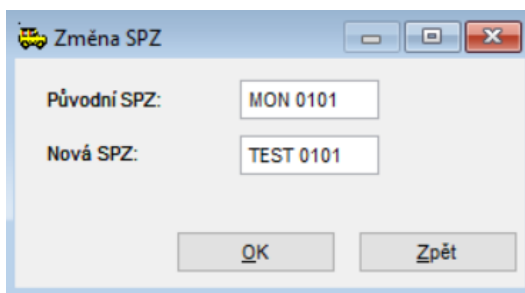 Změna SPZ
Původní SPZ: MON 0101
Nová SPZ: TEST 0101
OK Zpět